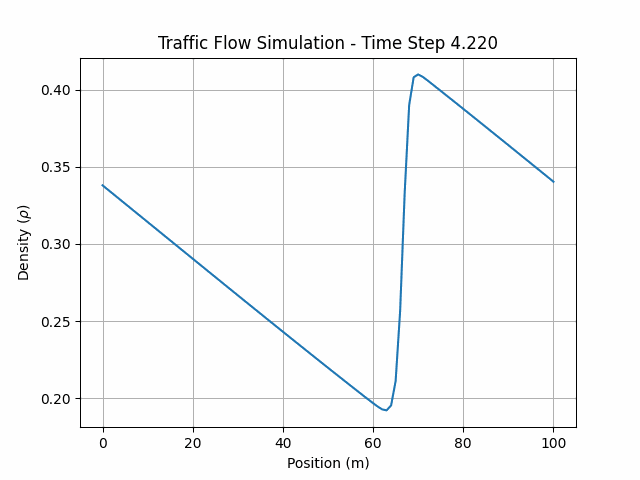 Traffic Flow Simulation - Time Step 4.220
0.40
0.35
0.30
0.25
0.20
Density (ρ)
0 20 40 60 80 100
Position (m)